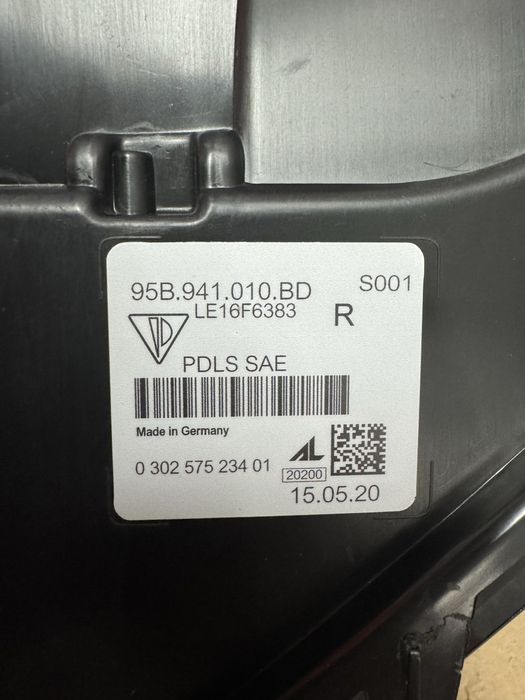 95B.941.010.BD S001
LE16F6383 R
PDLS SAE
Made in Germany
AL
0 302 575 234 01
20200
15.05.20